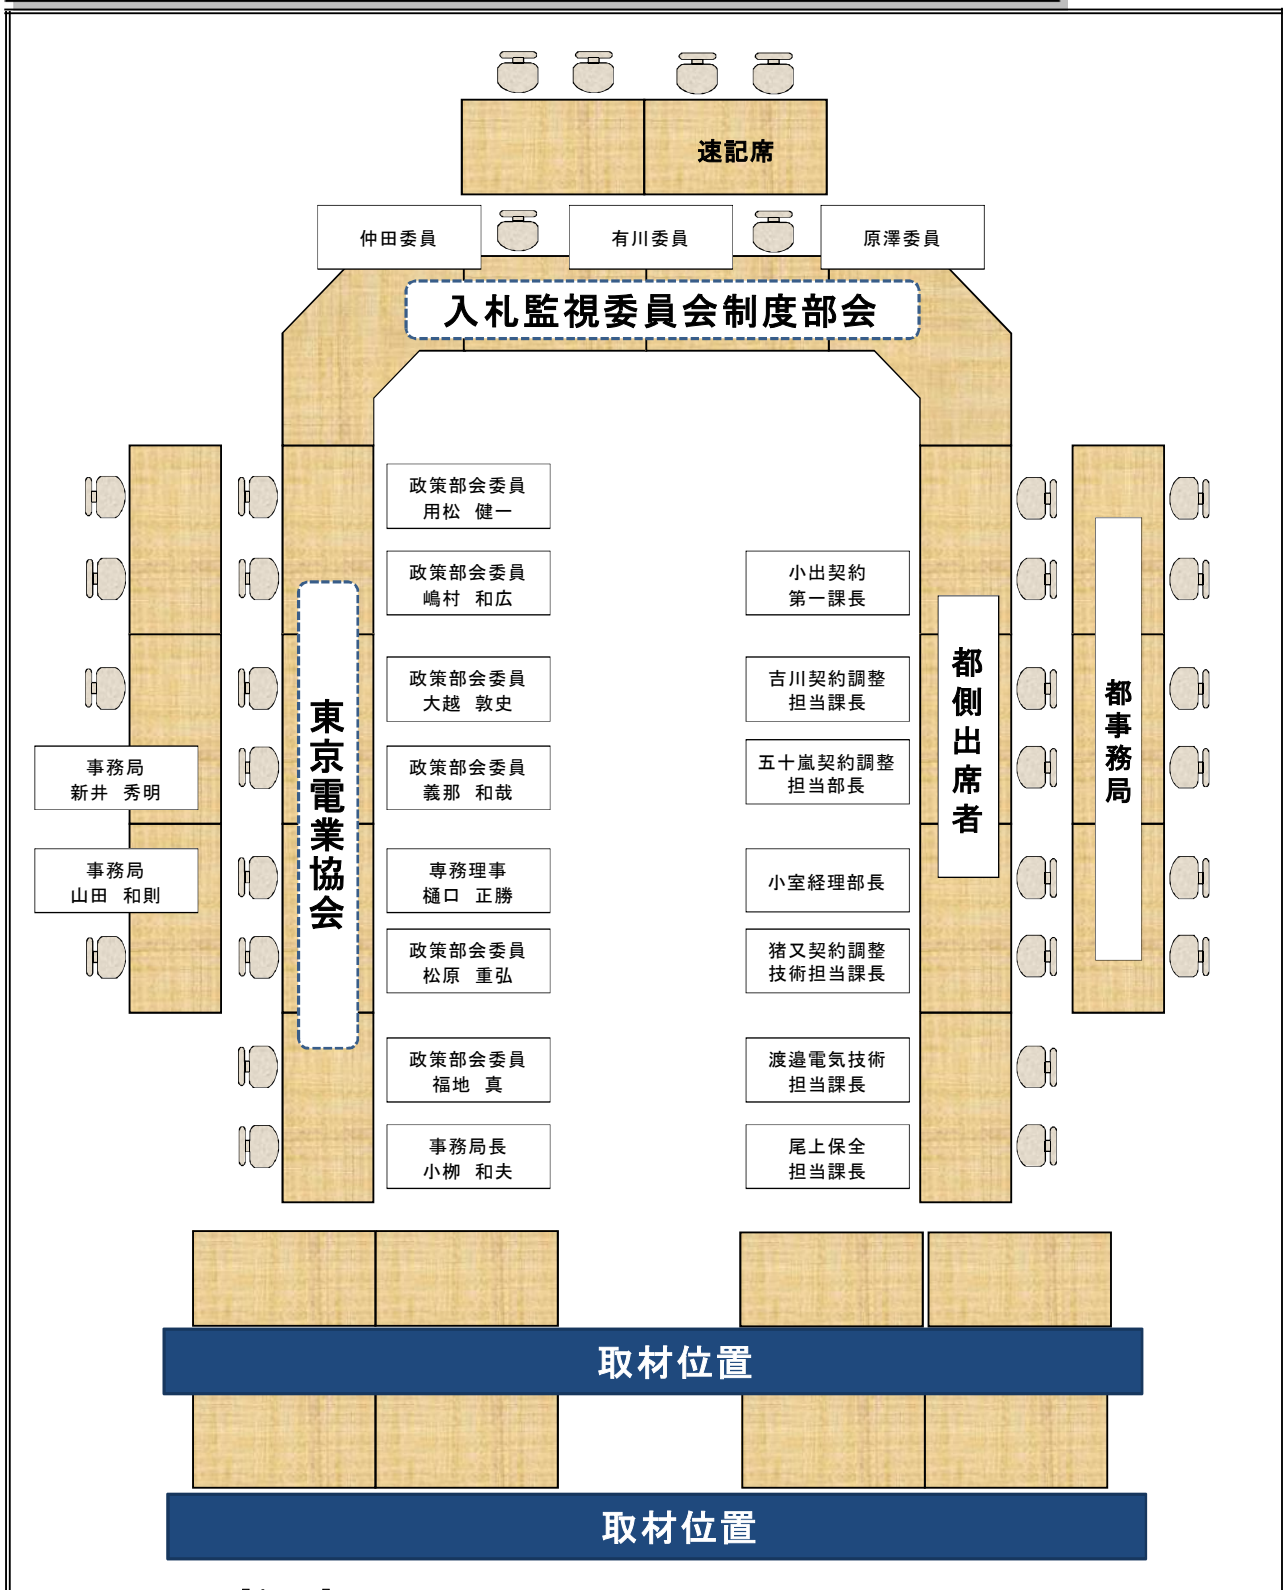 速記席
仲田委員
有川委員
原澤委員
入札監視委員会制度部会
政策部会委員
用松 健一
政策部会委員
嶋村 和広
政策部会委員
大越 敦史
政策部会委員
義那 和哉
専務理事
樋口 正勝
政策部会委員
松原 重弘
政策部会委員
福地 真
事務局長
小栁 和夫
東京電業協会
事務局
新井 秀明
事務局
山田 和則
小出契約
第一課長
吉川契約調整
担当課長
五十嵐契約調整
担当部長
小室経理部長
猪又契約調整
技術担当課長
渡邉電気技術
担当課長
尾上保全
担当課長
都側出席者
都事務局
取材位置
取材位置